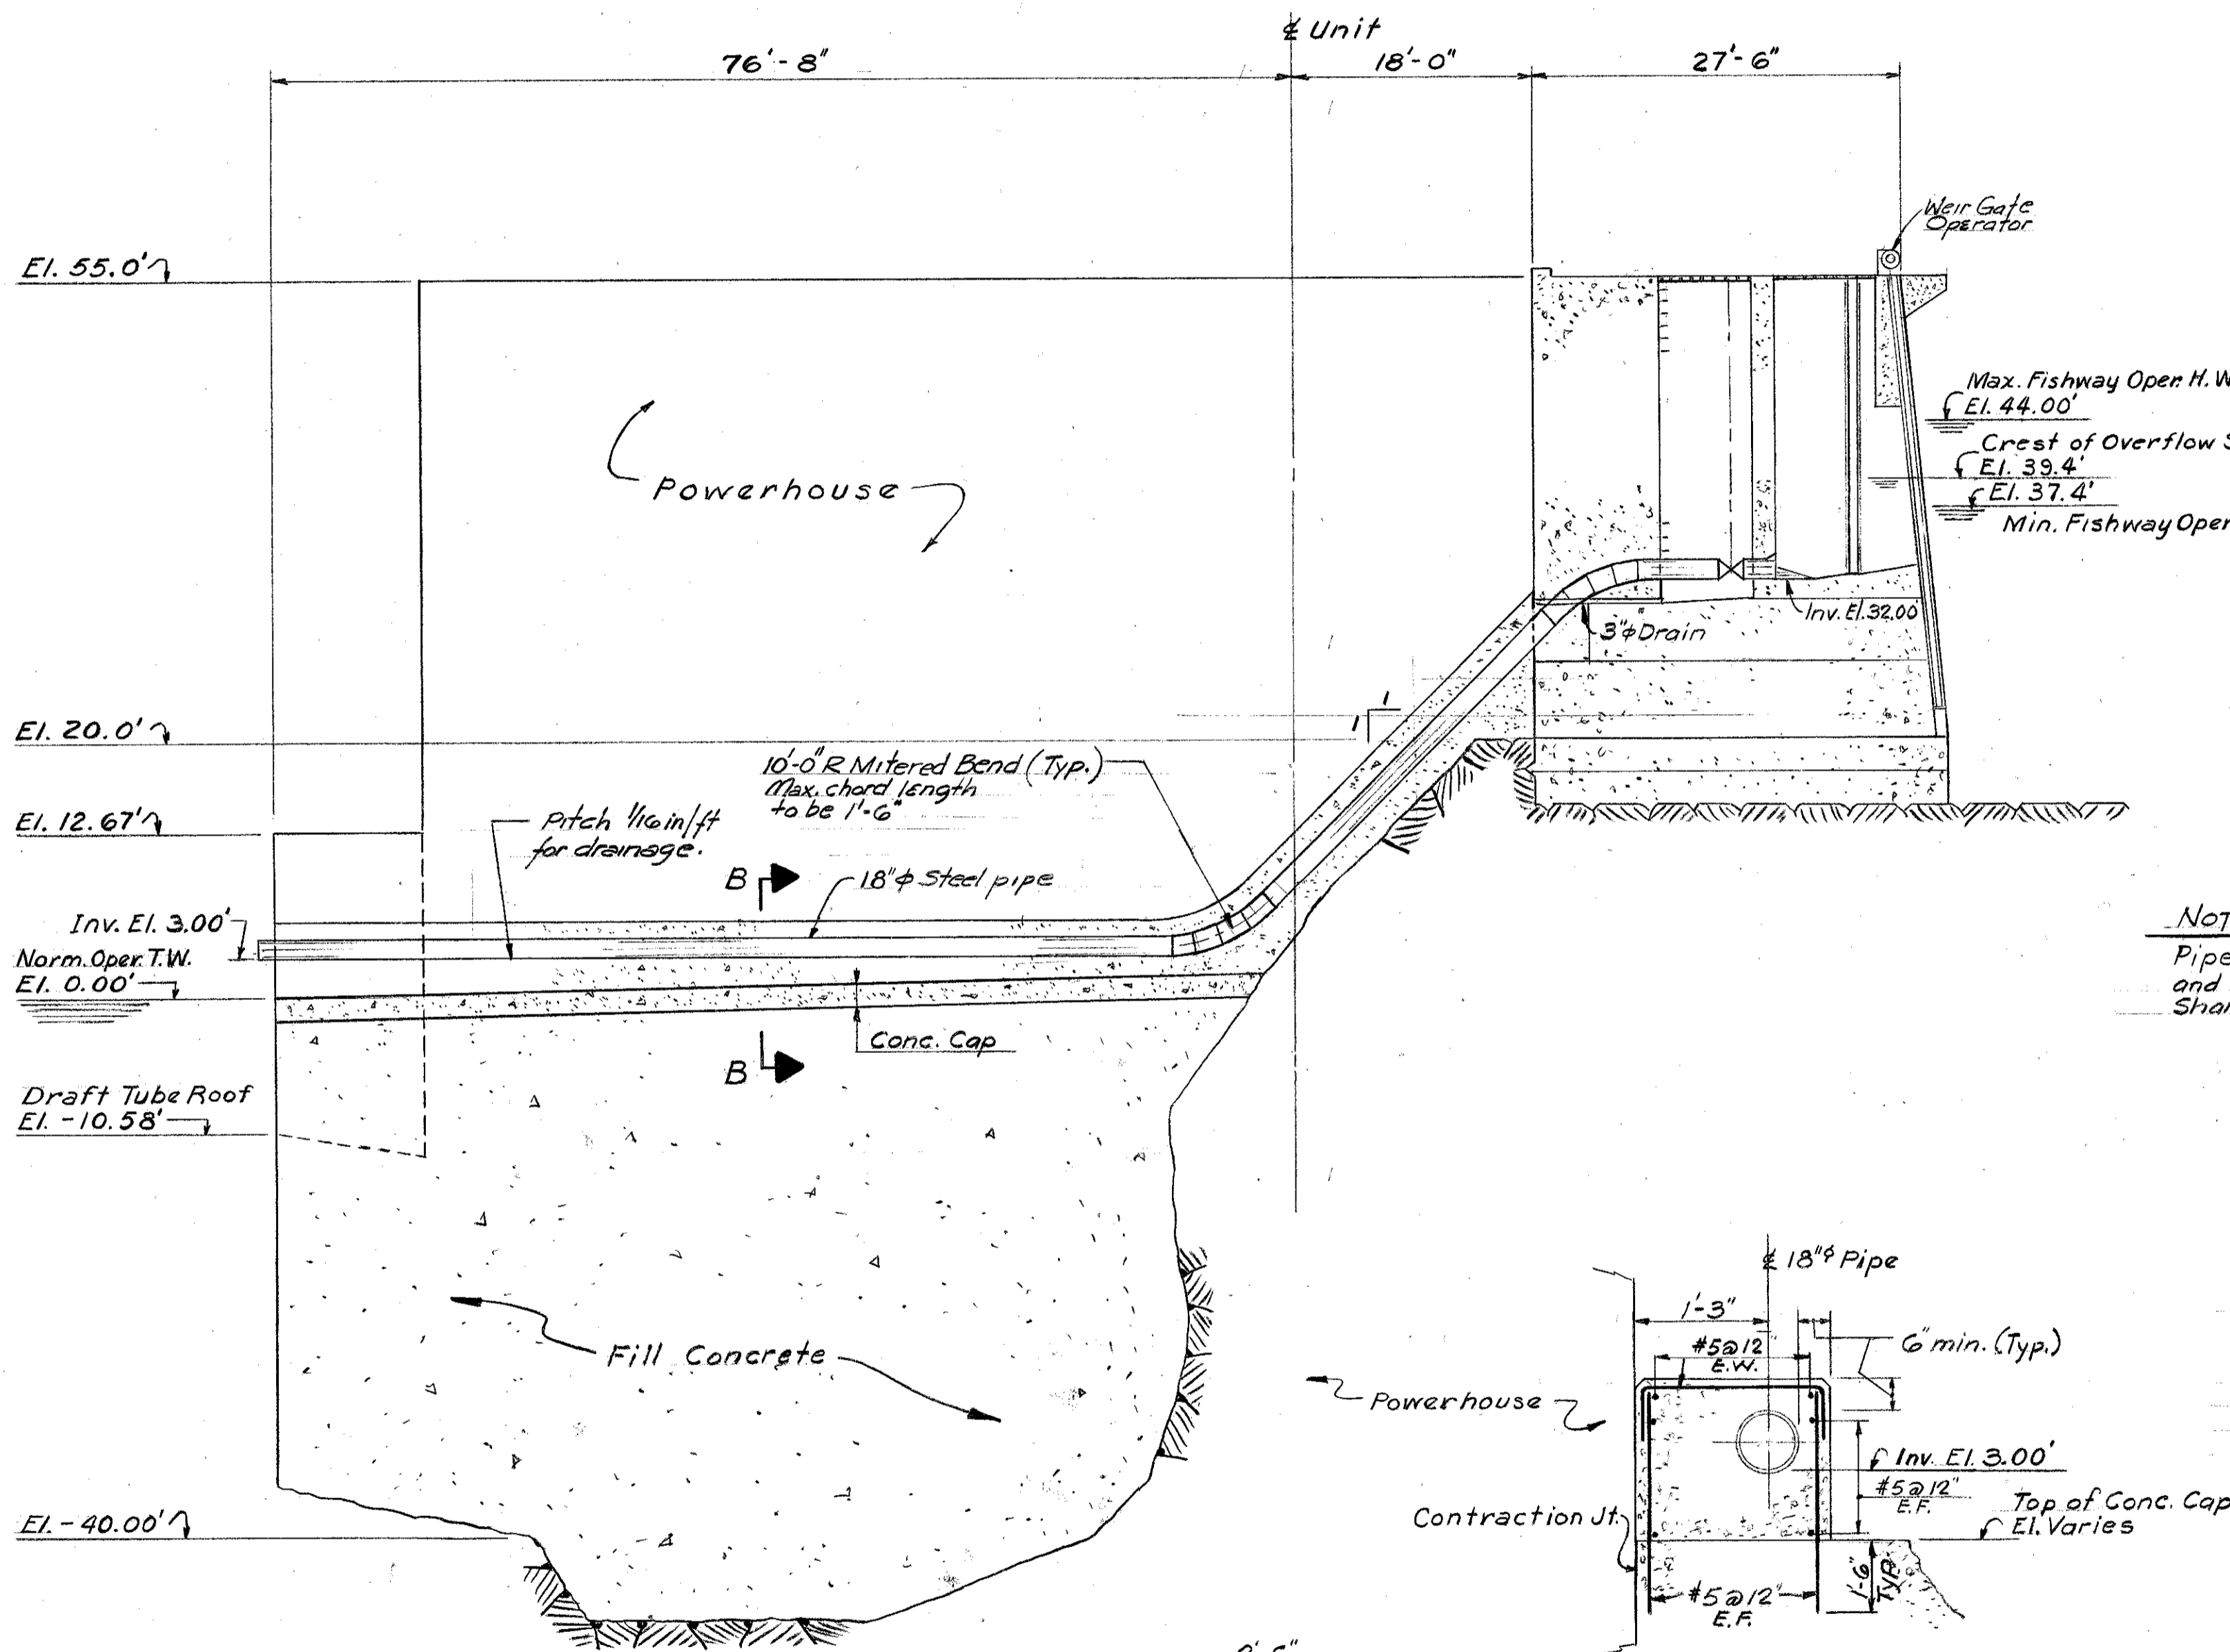 ℄ Unit
76'-8"
18'-0"
27'-6"
Weir Gate
Operator
El. 55.0'
Max. Fishway Oper. H.W
El. 44.00'
Crest of Overflow S
El. 39.4'
El. 37.4'
Min. Fishway Oper
Powerhouse
Inv. El. 32.00
3"φ Drain
1
1
El. 20.0'
10'-0" R Mitered Bend (Typ.)
Max. chord length
to be 1'-6"
El. 12.67'
Pitch 1/16 in/ft
for drainage.
B
18"φ Steel pipe
Inv. El. 3.00'
Norm. Oper. T.W.
El. 0.00'
Conc. Cap
B
Draft Tube Roof
El. -10.58'
NOT
Pipe
and
Shal
Fill Concrete
El. -40.00'
℄ 18"φ Pipe
1'-3"
#5@12"
E.W.
6" min. (Typ.)
Powerhouse
Inv. El. 3.00'
#5@12"
E.F.
Top of Conc. Cap
El. Varies
Contraction Jt.
1'-6"
TYP.
#5@12"
E.F.